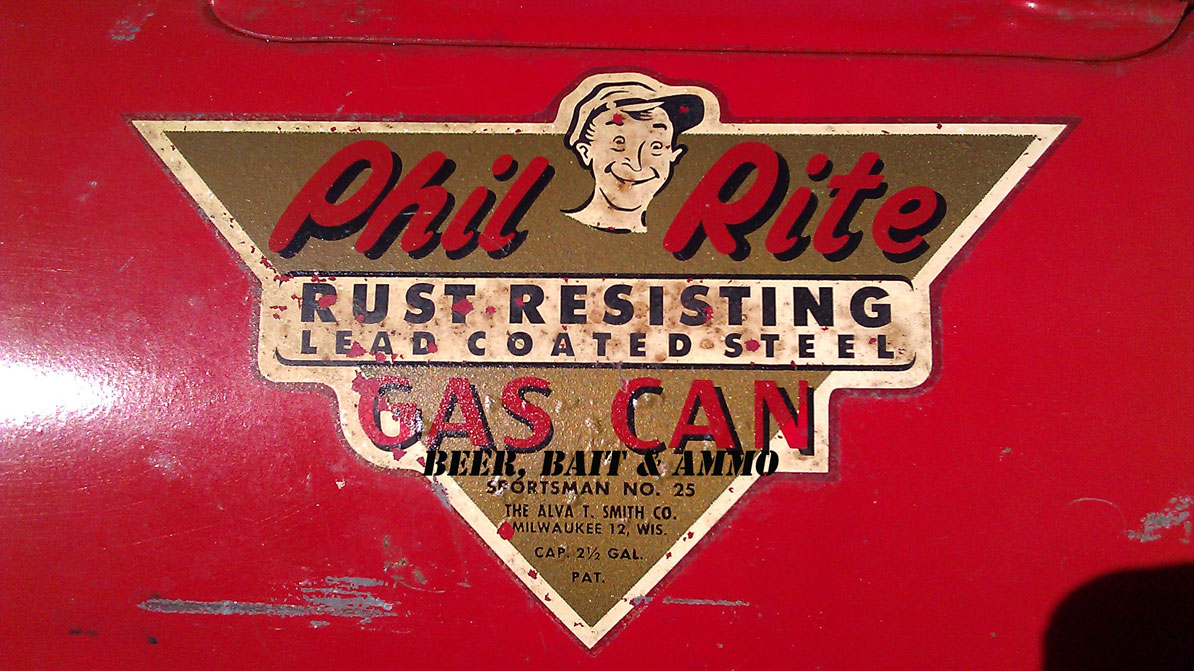 Phil Rite
RUST RESISTING
LEAD COATED STEEL
GAS CAN
BEER, BAIT & AMMO
SPORTSMAN NO. 25
THE ALVA T. SMITH CO.
MILWAUKEE 12, WIS.
CAP. 2½ GAL.
PAT.